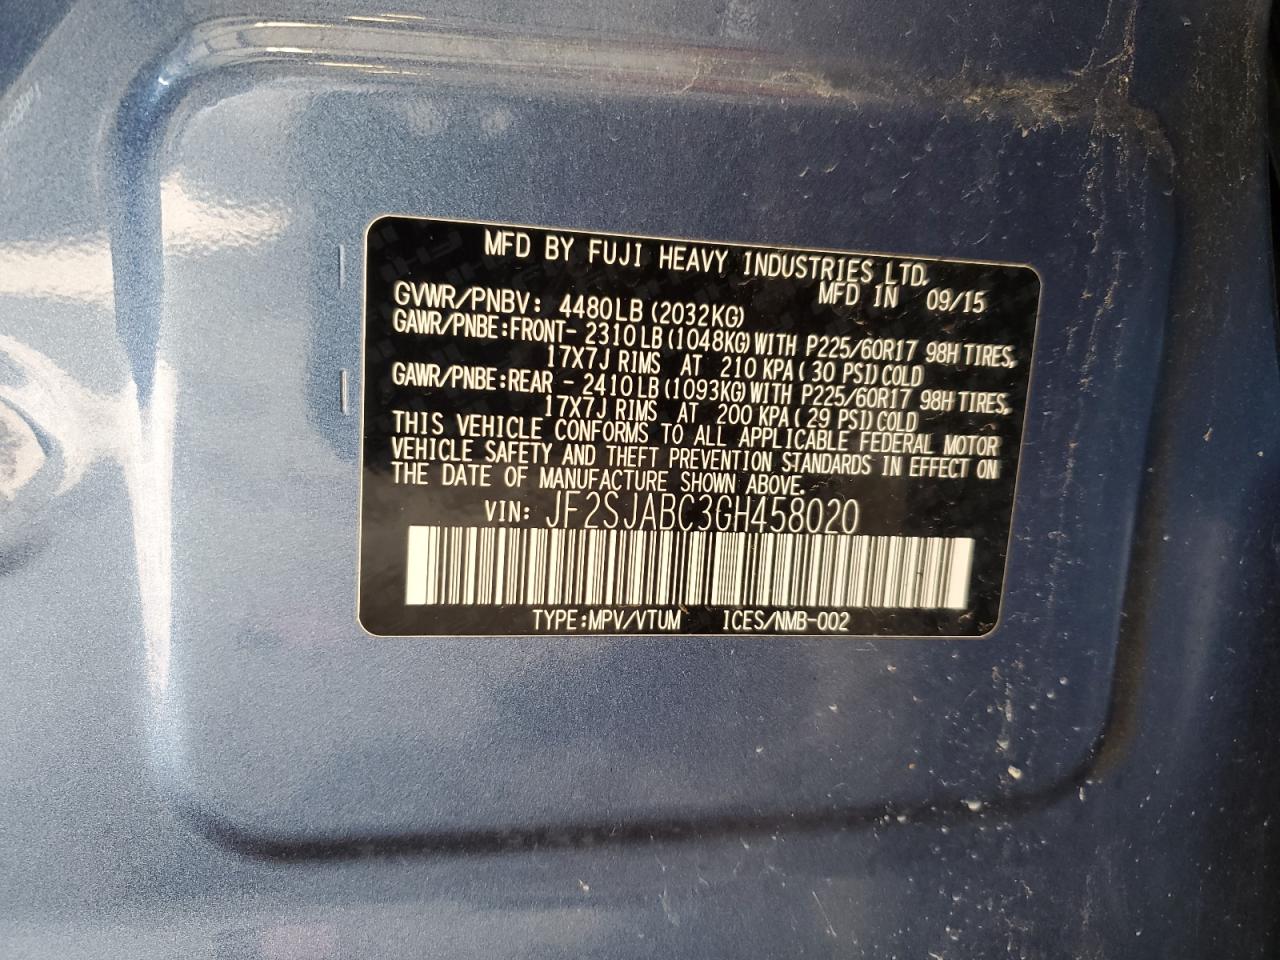 MFD BY FUJI HEAVY INDUSTRIES LTD.
MFD IN 09/15
GVWR/PNBV: 4480LB (2032KG)
GAWR/PNBE:FRONT- 2310LB (1048KG) WITH P225/60R17 98H TIRES,
17X7J RIMS AT 210 KPA ( 30 PSI) COLD
GAWR/PNBE:REAR - 2410LB (1093KG) WITH P225/60R17 98H TIRES,
17X7J RIMS AT 200 KPA ( 29 PSI) COLD
THIS VEHICLE CONFORMS TO ALL APPLICABLE FEDERAL MOTOR
VEHICLE SAFETY AND THEFT PREVENTION STANDARDS IN EFFECT ON
THE DATE OF MANUFACTURE SHOWN ABOVE.
VIN: JF2SJABC3GH458020
TYPE:MPV/VTUM ICES/NMB-002